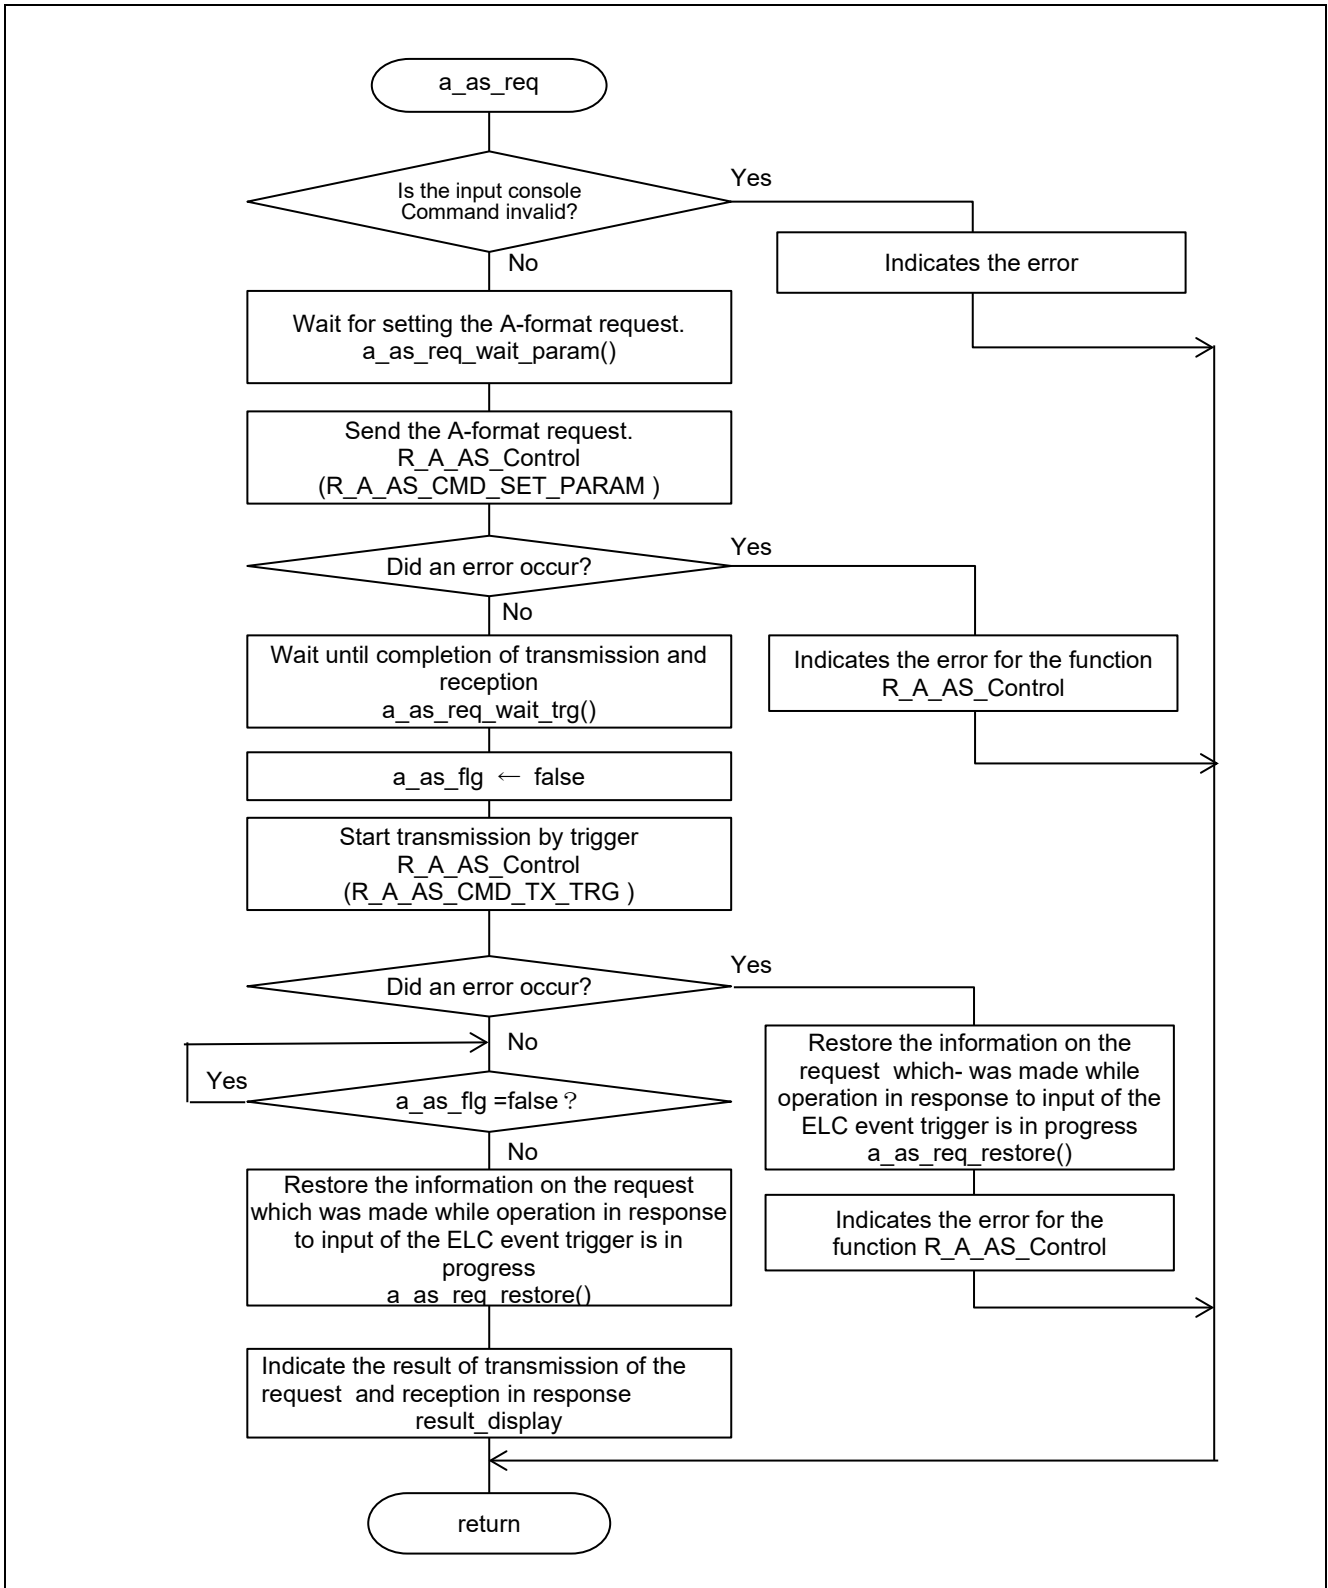 a_as_req
Is the input console
Command invalid?
Yes
Indicates the error
No
Wait for setting the A-format request.
a_as_req_wait_param()
Send the A-format request.
R_A_AS_Control
(R_A_AS_CMD_SET_PARAM )
Did an error occur?
Yes
No
Wait until completion of transmission and
reception
a_as_req_wait_trg()
Indicates the error for the function
R_A_AS_Control
a_as_flg ← false
Start transmission by trigger
R_A_AS_Control
(R_A_AS_CMD_TX_TRG )
Did an error occur?
Yes
No
Yes
a_as_flg =false？
No
Restore the information on the
request  which- was made while
operation in response to input of the
ELC event trigger is in progress
a_as_req_restore()
Indicates the error for the
function R_A_AS_Control
Restore the information on the request
which was made while operation in response
to input of the ELC event trigger is in
progress
a_as_req_restore()
Indicate the result of transmission of the
request  and reception in response
result_display
return